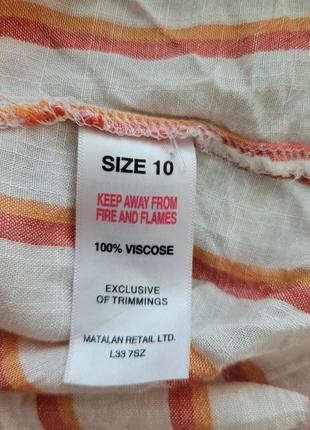 SIZE 10
KEEP AWAY FROM
FIRE AND FLAMES
100% VISCOSE
EXCLUSIVE
OF TRIMMINGS
MATALAN RETAIL LTD.
L33 7SZ